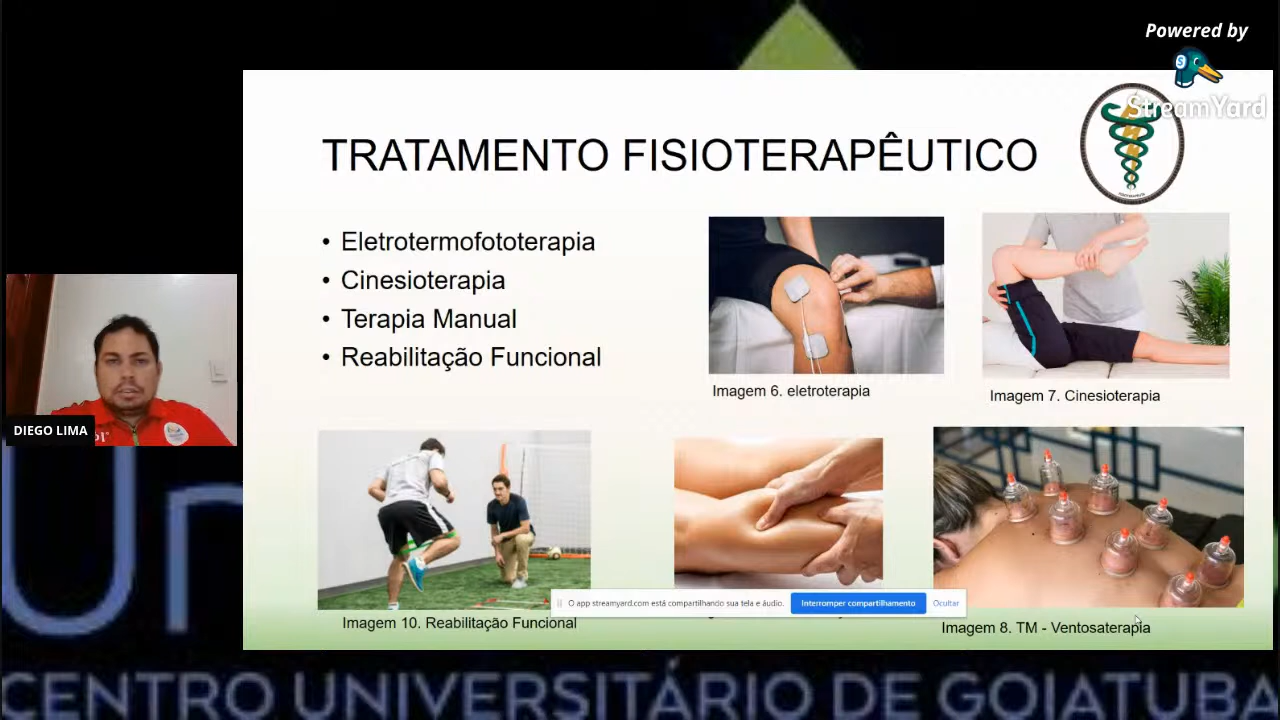 Powered by
StreamYard
TRATAMENTO FISIOTERAPÊUTICO
• Eletrotermofototerapia
• Cinesioterapia
• Terapia Manual
• Reabilitação Funcional
Imagem 6. eletroterapia
Imagem 7. Cinesioterapia
DIEGO LIMA
O app streamyard.com está compartilhando sua tela e áudio.
Interromper compartilhamento
Ocultar
Imagem 10. Reabilitação Funcional
Imagem 8. TM - Ventosaterapia
Un
CENTRO UNIVERSITÁRIO DE GOIATUBA